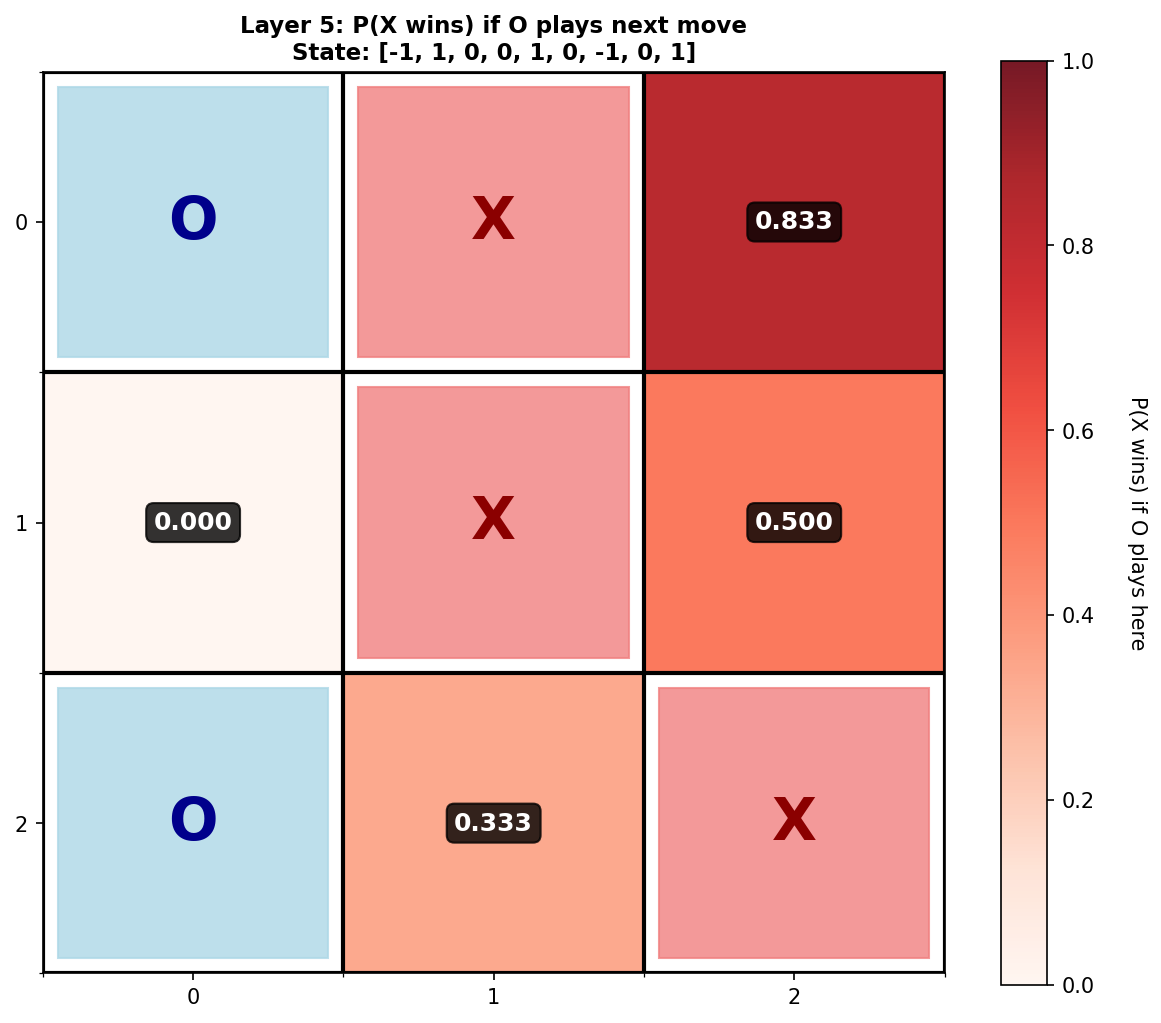 Layer 5: P(X wins) if O plays next move
State: [-1, 1, 0, 0, 1, 0, -1, 0, 1]
O
X
0.833
0
0.000
X
0.500
1
O
0.333
X
2
0
1
2
1.0
0.8
0.6
0.4
0.2
0.0
P(X wins) if O plays here